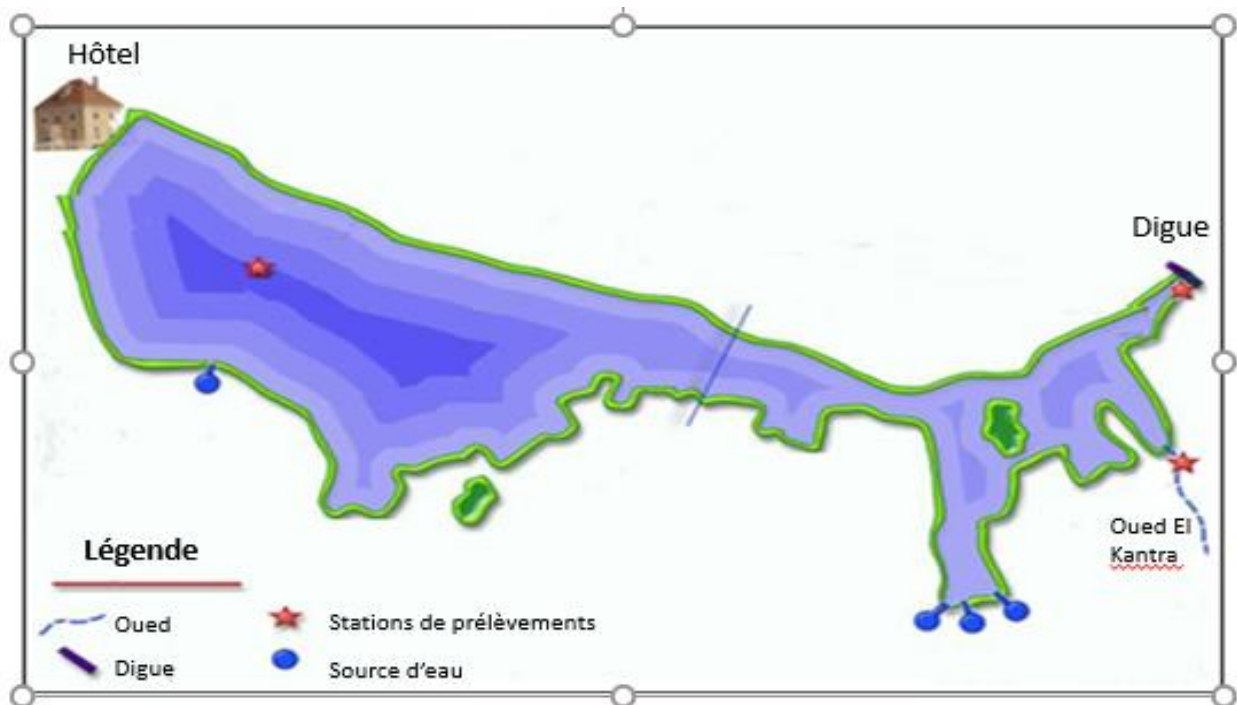 Hôtel
Digue
Oued El
Kantra
Légende
Oued
Stations de prélèvements
Digue
Source d'eau